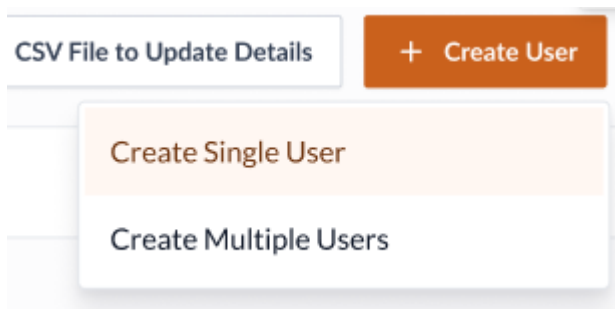 CSV File to Update Details
+ Create User
Create Single User
Create Multiple Users